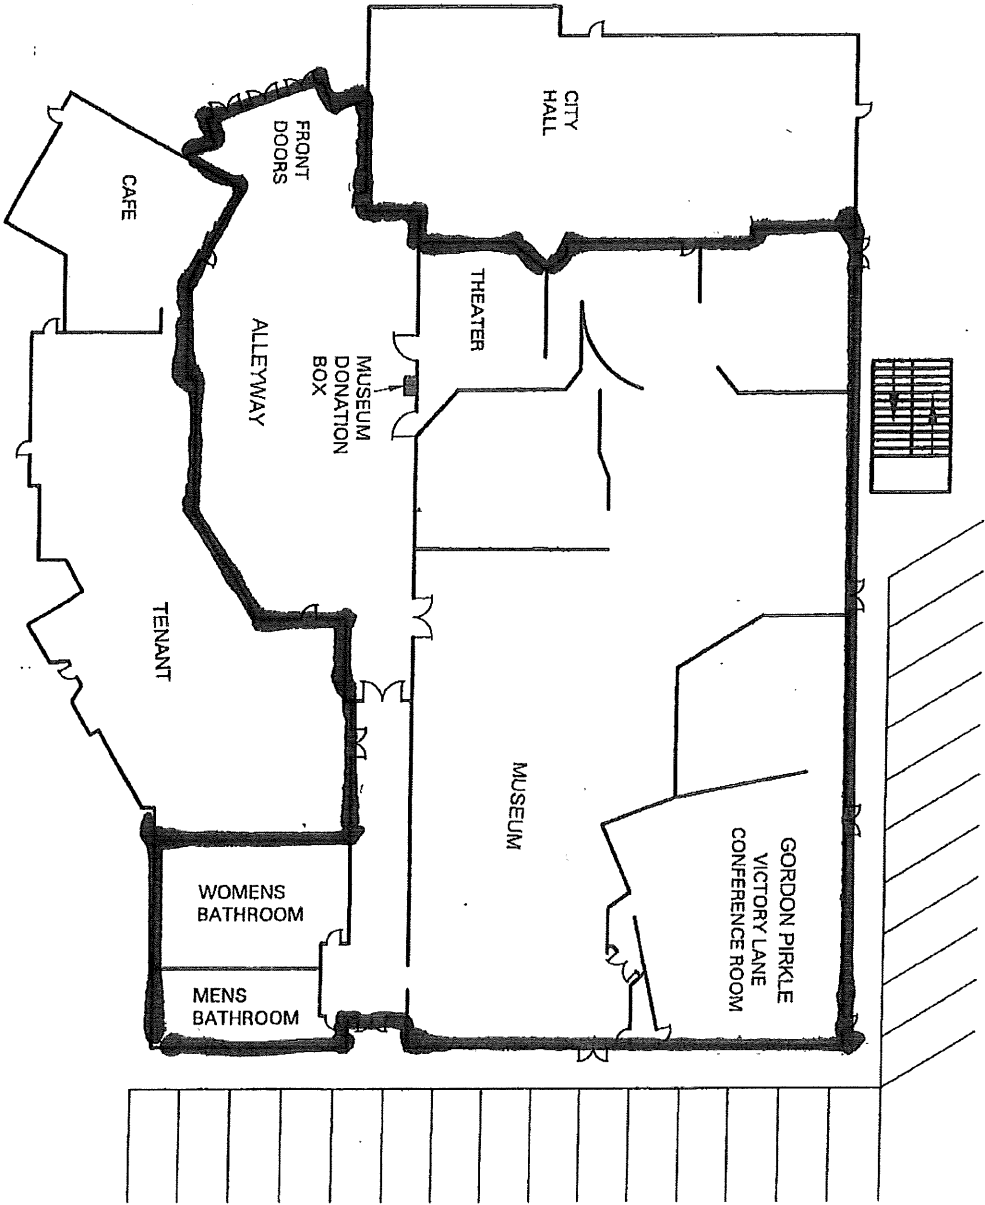 CITY
HALL
FRONT
DOORS
CAFE
THEATER
ALLEYWAY
MUSEUM
DONATION
BOX
TENANT
MUSEUM
GORDON PIRKLE
VICTORY LANE
CONFERENCE ROOM
WOMENS
BATHROOM
MENS
BATHROOM